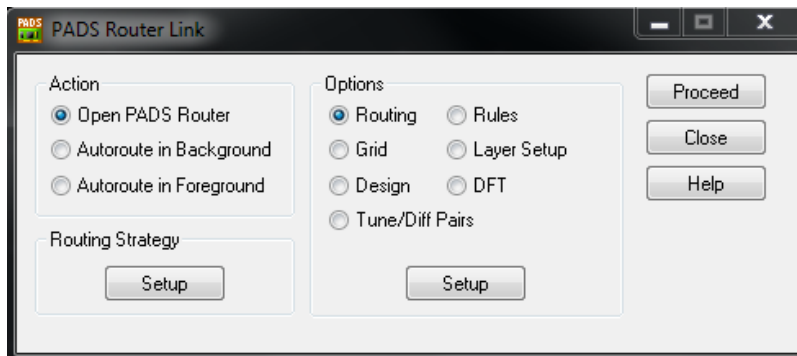 PADS
PADS Router Link
Action
Open PADS Router
Autoroute in Background
Autoroute in Foreground
Routing Strategy
Setup
Options
Routing
Rules
Grid
Layer Setup
Design
DFT
Tune/Diff Pairs
Setup
Proceed
Close
Help